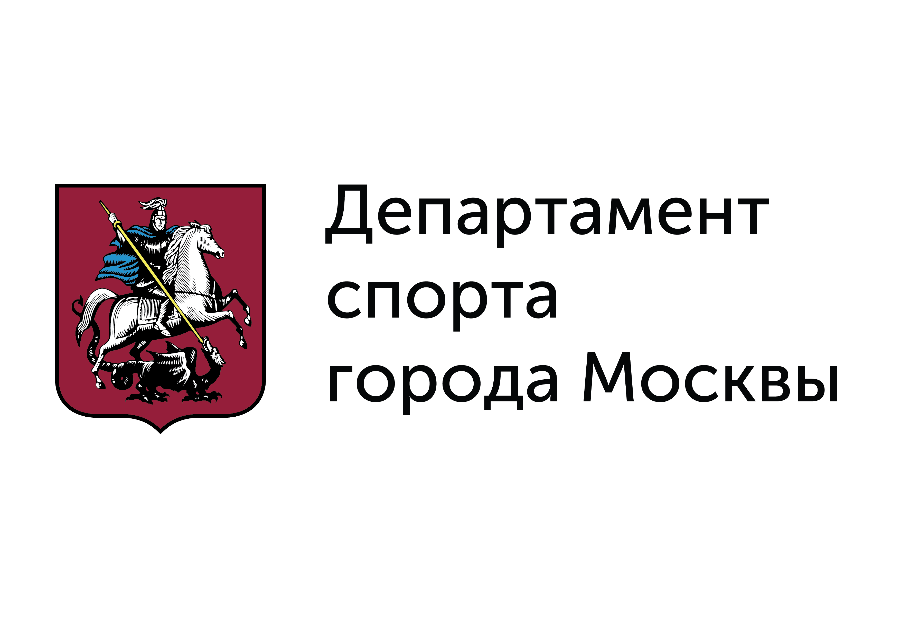 Департамент
спорта
города Москвы